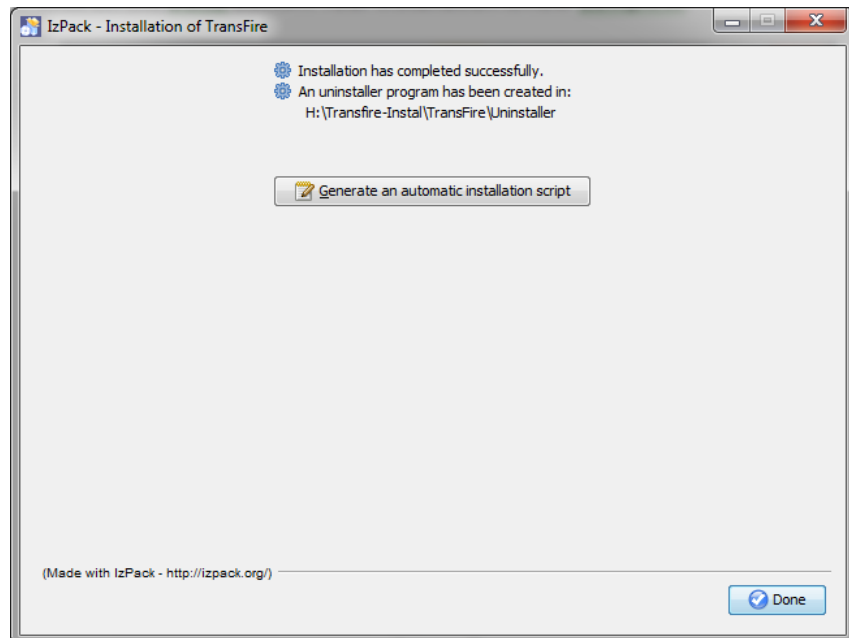 IzPack - Installation of TransFire
Installation has completed successfully.
An uninstaller program has been created in:
H:\Transfire-Instal\TransFire\Uninstaller
Generate an automatic installation script
(Made with IzPack - http://izpack.org/)
Done